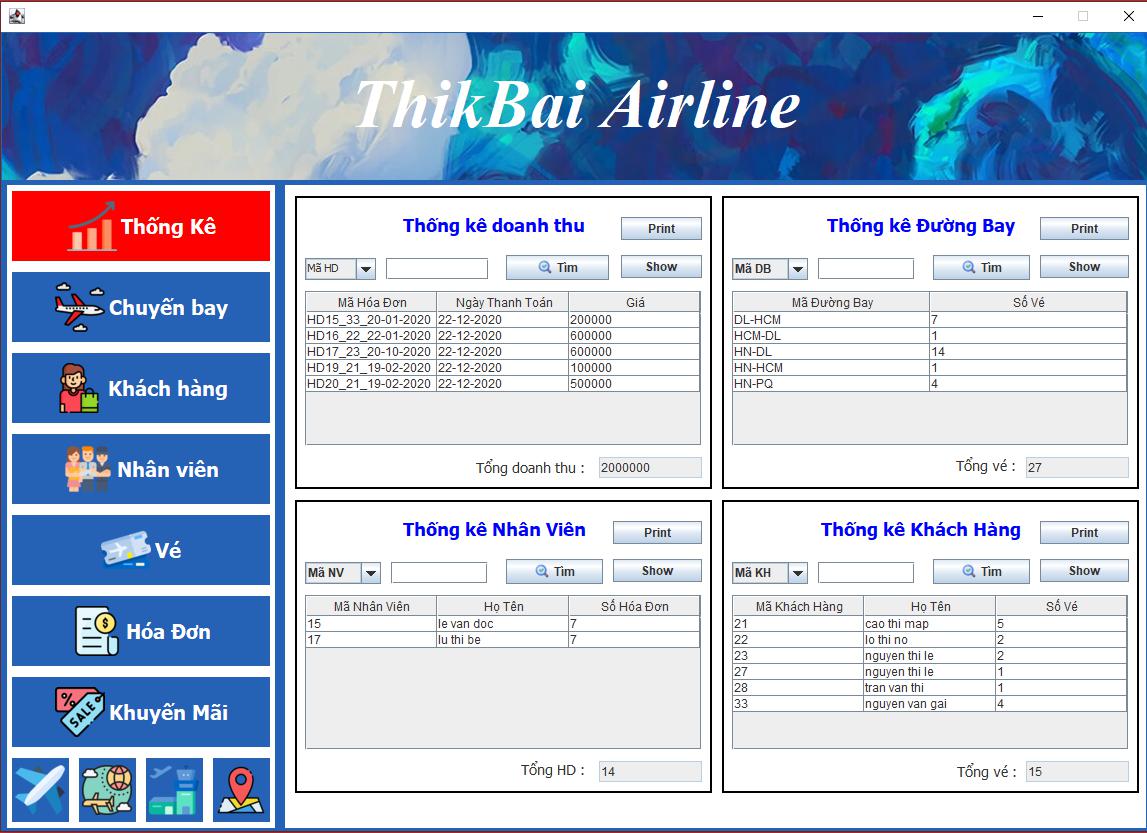 ThikBai Airline
Thống Kê
Chuyến bay
Khách hàng
Nhân viên
Vé
Hóa Đơn
% SALE Khuyến Mãi
Thống kê doanh thu Print
Mã HD Tìm Show
Mã Hóa Đơn Ngày Thanh Toán Giá
HD15_33_20-01-2020 22-12-2020 200000
HD16_22_22-01-2020 22-12-2020 600000
HD17_23_20-10-2020 22-12-2020 600000
HD19_21_19-02-2020 22-12-2020 100000
HD20_21_19-02-2020 22-12-2020 500000
Tổng doanh thu : 2000000
Thống kê Đường Bay Print
Mã DB Tìm Show
Mã Đường Bay Số Vé
DL-HCM 7
HCM-DL 1
HN-DL 14
HN-HCM 1
HN-PQ 4
Tổng vé : 27
Thống kê Nhân Viên Print
Mã NV Tìm Show
Mã Nhân Viên Họ Tên Số Hóa Đơn
15 le van doc 7
17 lu thi be 7
Tổng HD : 14
Thống kê Khách Hàng Print
Mã KH Tìm Show
Mã Khách Hàng Họ Tên Số Vé
21 cao thi map 5
22 lo thi no 2
23 nguyen thi le 2
27 nguyen thi le 1
28 tran van thi 1
33 nguyen van gai 4
Tổng vé : 15